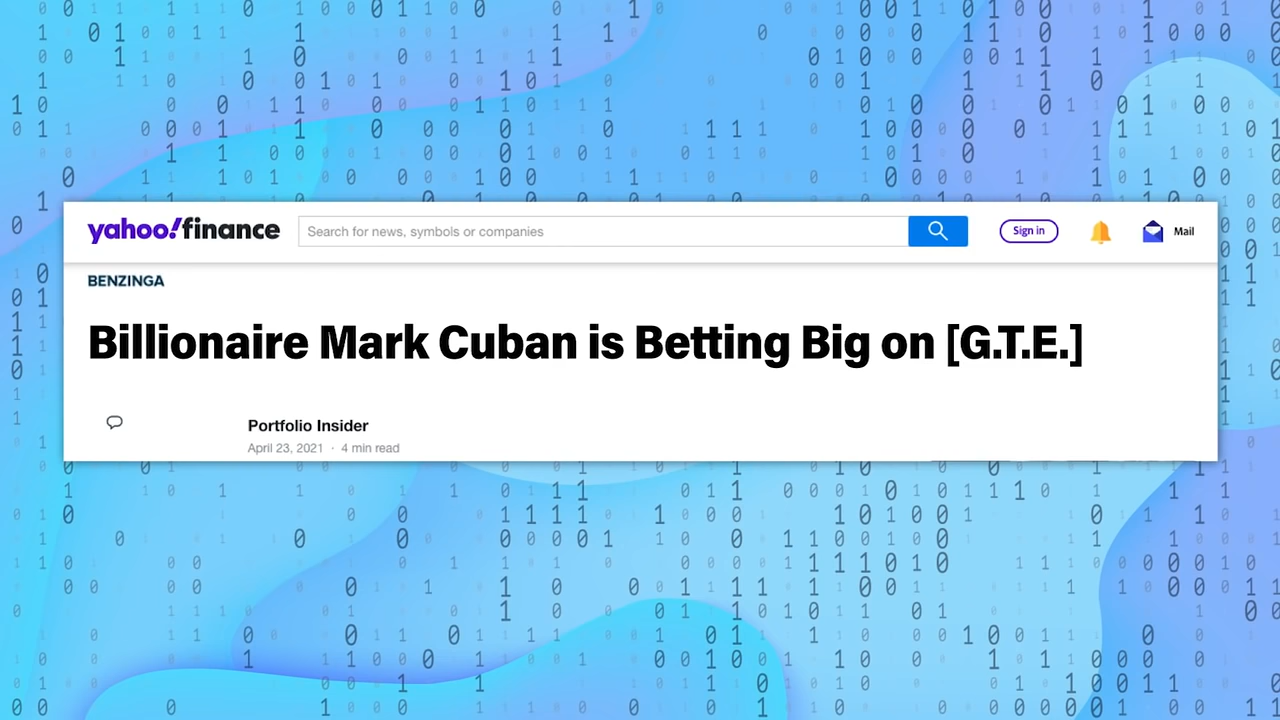 yahoo!finance
Search for news, symbols or companies
Sign in
Mail
BENZINGA
Billionaire Mark Cuban is Betting Big on [G.T.E.]
Portfolio Insider
April 23, 2021 · 4 min read